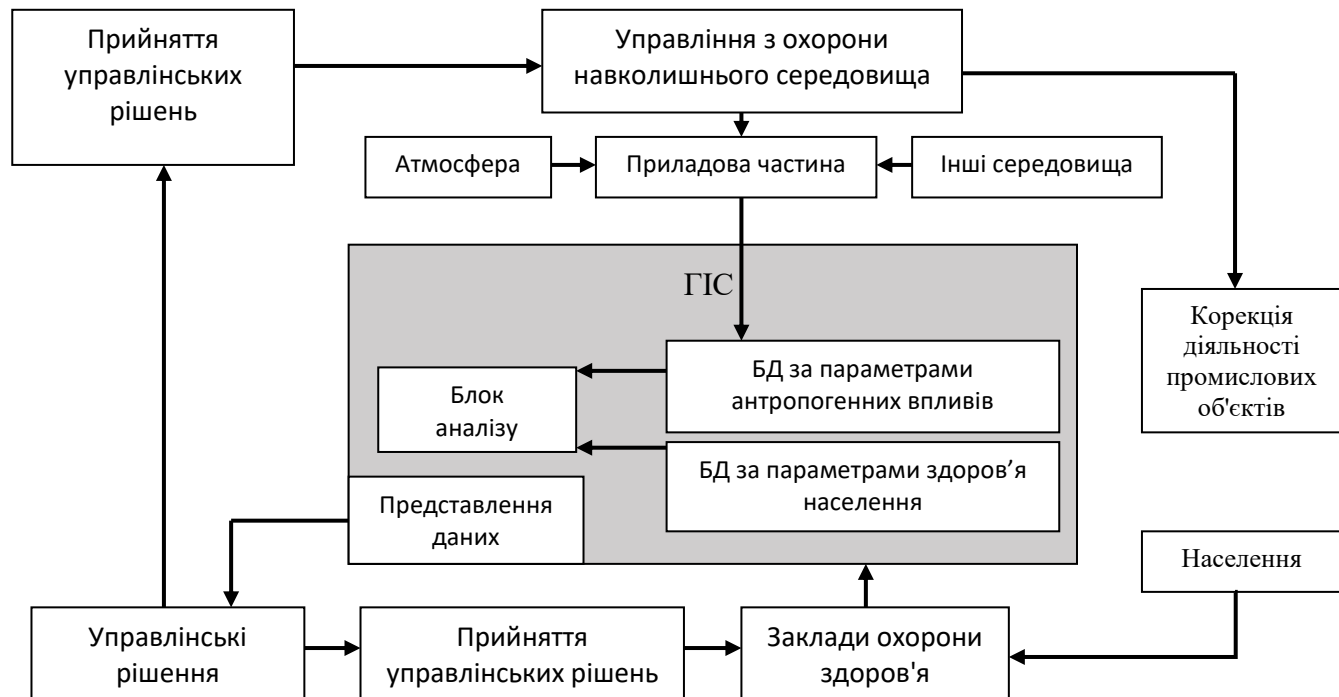 Прийняття
управлінських
рішень
Управління з охорони
навколишнього середовища
Атмосфера
Приладова частина
Інші середовища
ГІС
БД за параметрами
антропогенних впливів
Корекція
діяльності
промислових
об'єктів
Блок
аналізу
БД за параметрами здоров’я
населення
Представлення
даних
Населення
Управлінські
рішення
Прийняття
управлінських рішень
Заклади охорони
здоров'я